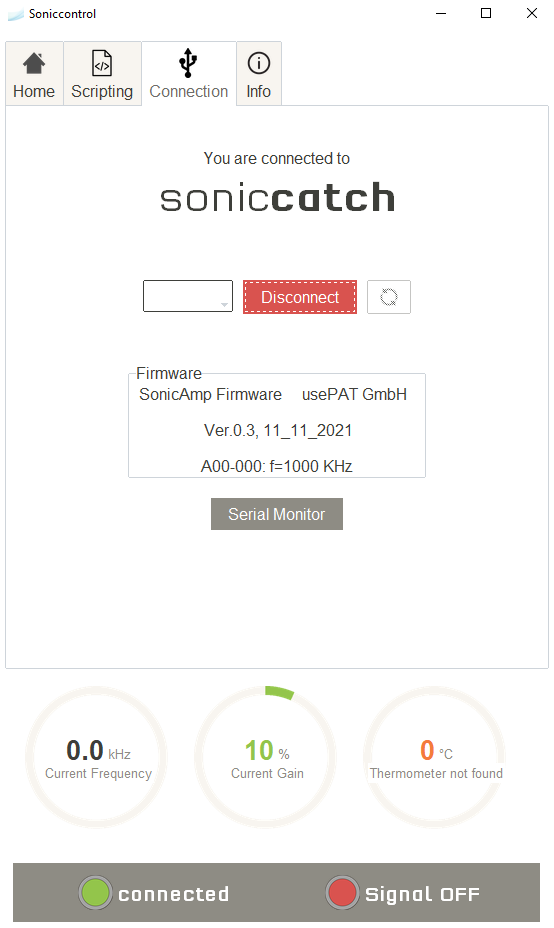 Soniccontrol
Home Scripting Connection Info
You are connected to
soniccatch
Disconnect
Firmware
SonicAmp Firmware usePAT GmbH
Ver.0.3, 11_11_2021
A00-000: f=1000 KHz
Serial Monitor
0.0 kHz
Current Frequency
10 %
Current Gain
0 °C
Thermometer not found
connected
Signal OFF